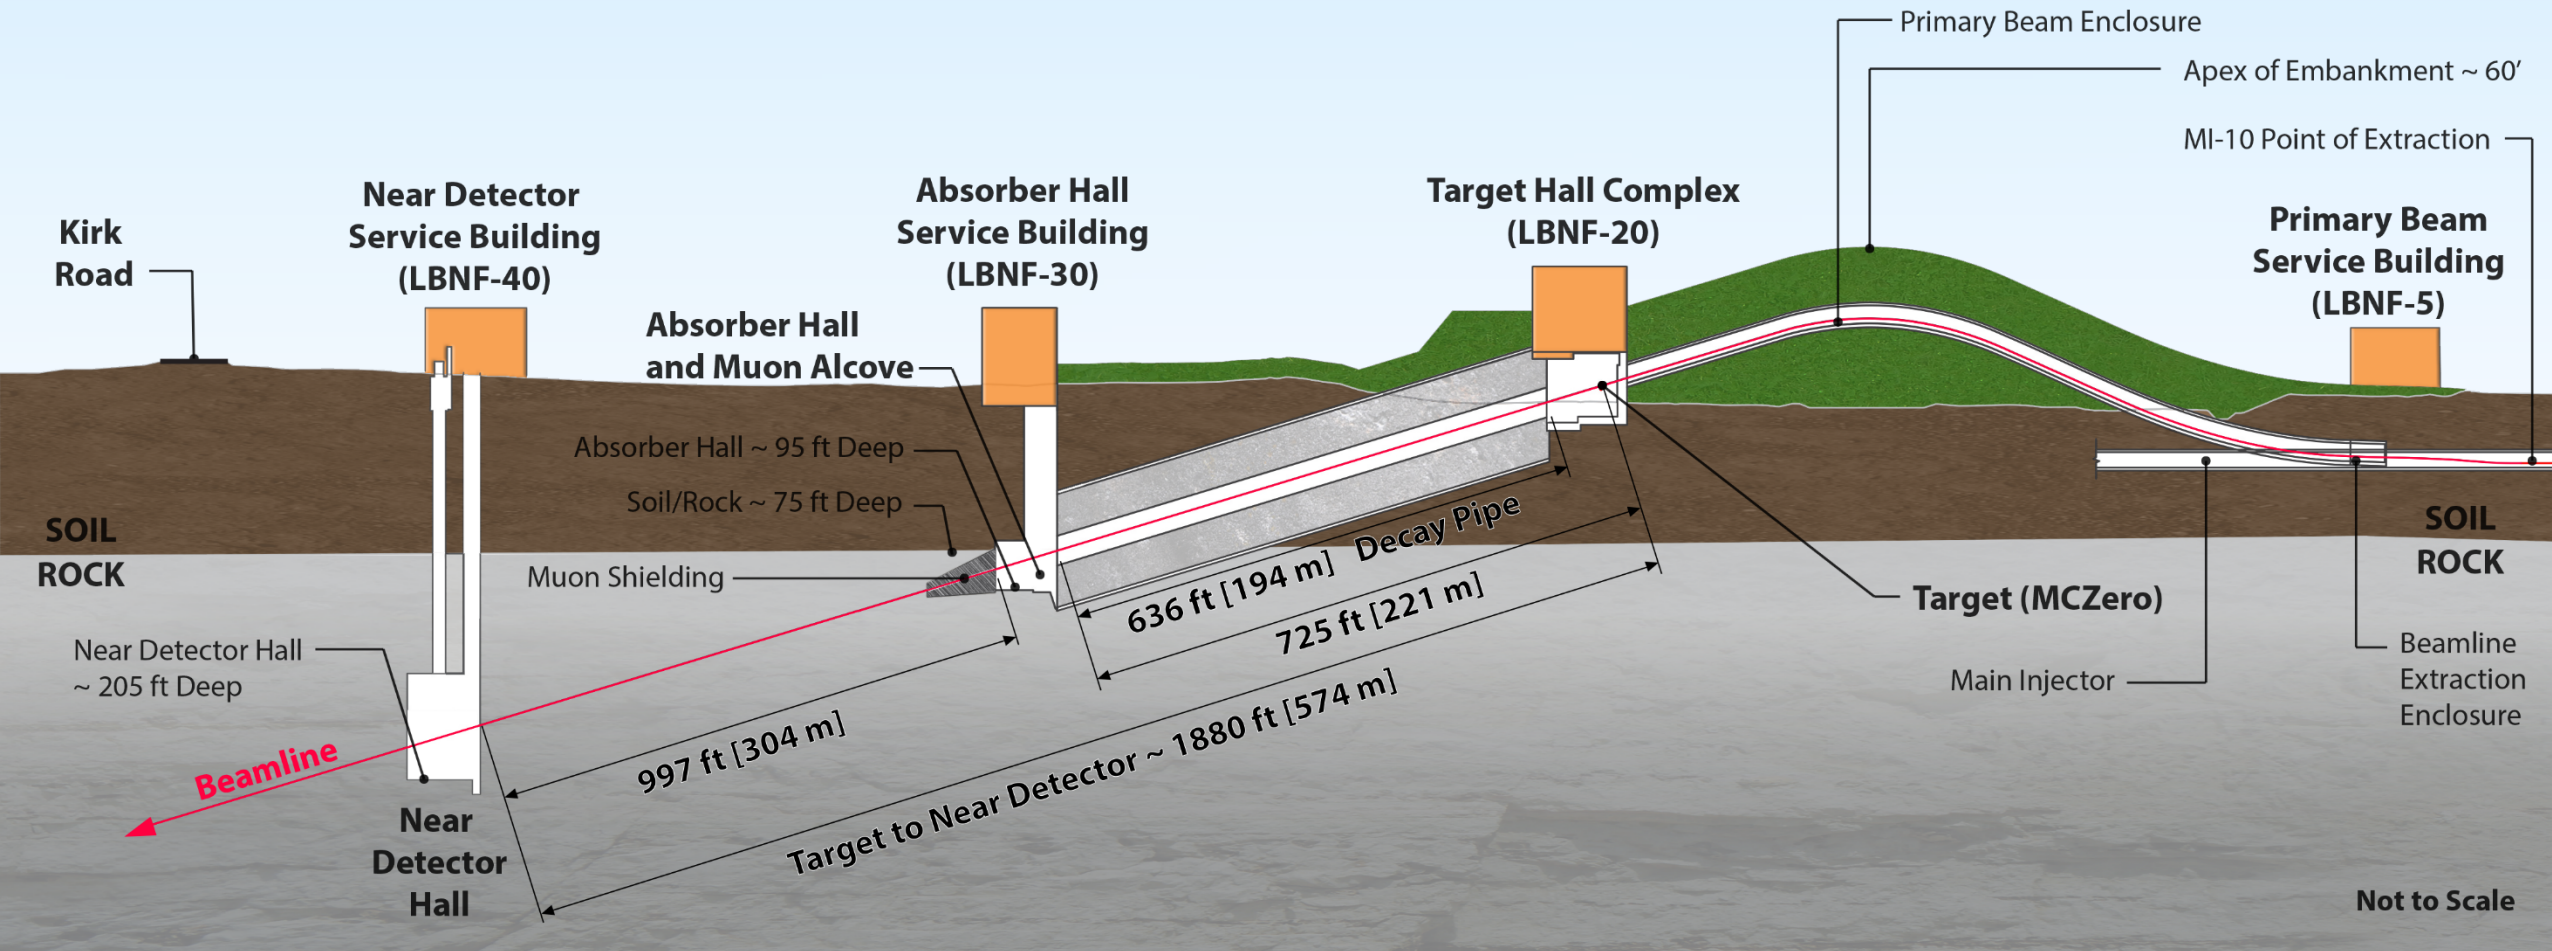 Primary Beam Enclosure
Apex of Embankment ~ 60′
MI-10 Point of Extraction
Kirk
Road
Near Detector
Service Building
(LBNF-40)
Absorber Hall
Service Building
(LBNF-30)
Target Hall Complex
(LBNF-20)
Primary Beam
Service Building
(LBNF-5)
Absorber Hall
and Muon Alcove
Absorber Hall ~ 95 ft Deep
Soil/Rock ~ 75 ft Deep
SOIL
ROCK
Muon Shielding
Near Detector Hall
~ 205 ft Deep
636 ft [194 m] Decay Pipe
725 ft [221 m]
997 ft [304 m]
Target to Near Detector ~ 1880 ft [574 m]
Target (MCZero)
Main Injector
SOIL
ROCK
Beamline
Extraction
Enclosure
Beamline
Near
Detector
Hall
Not to Scale